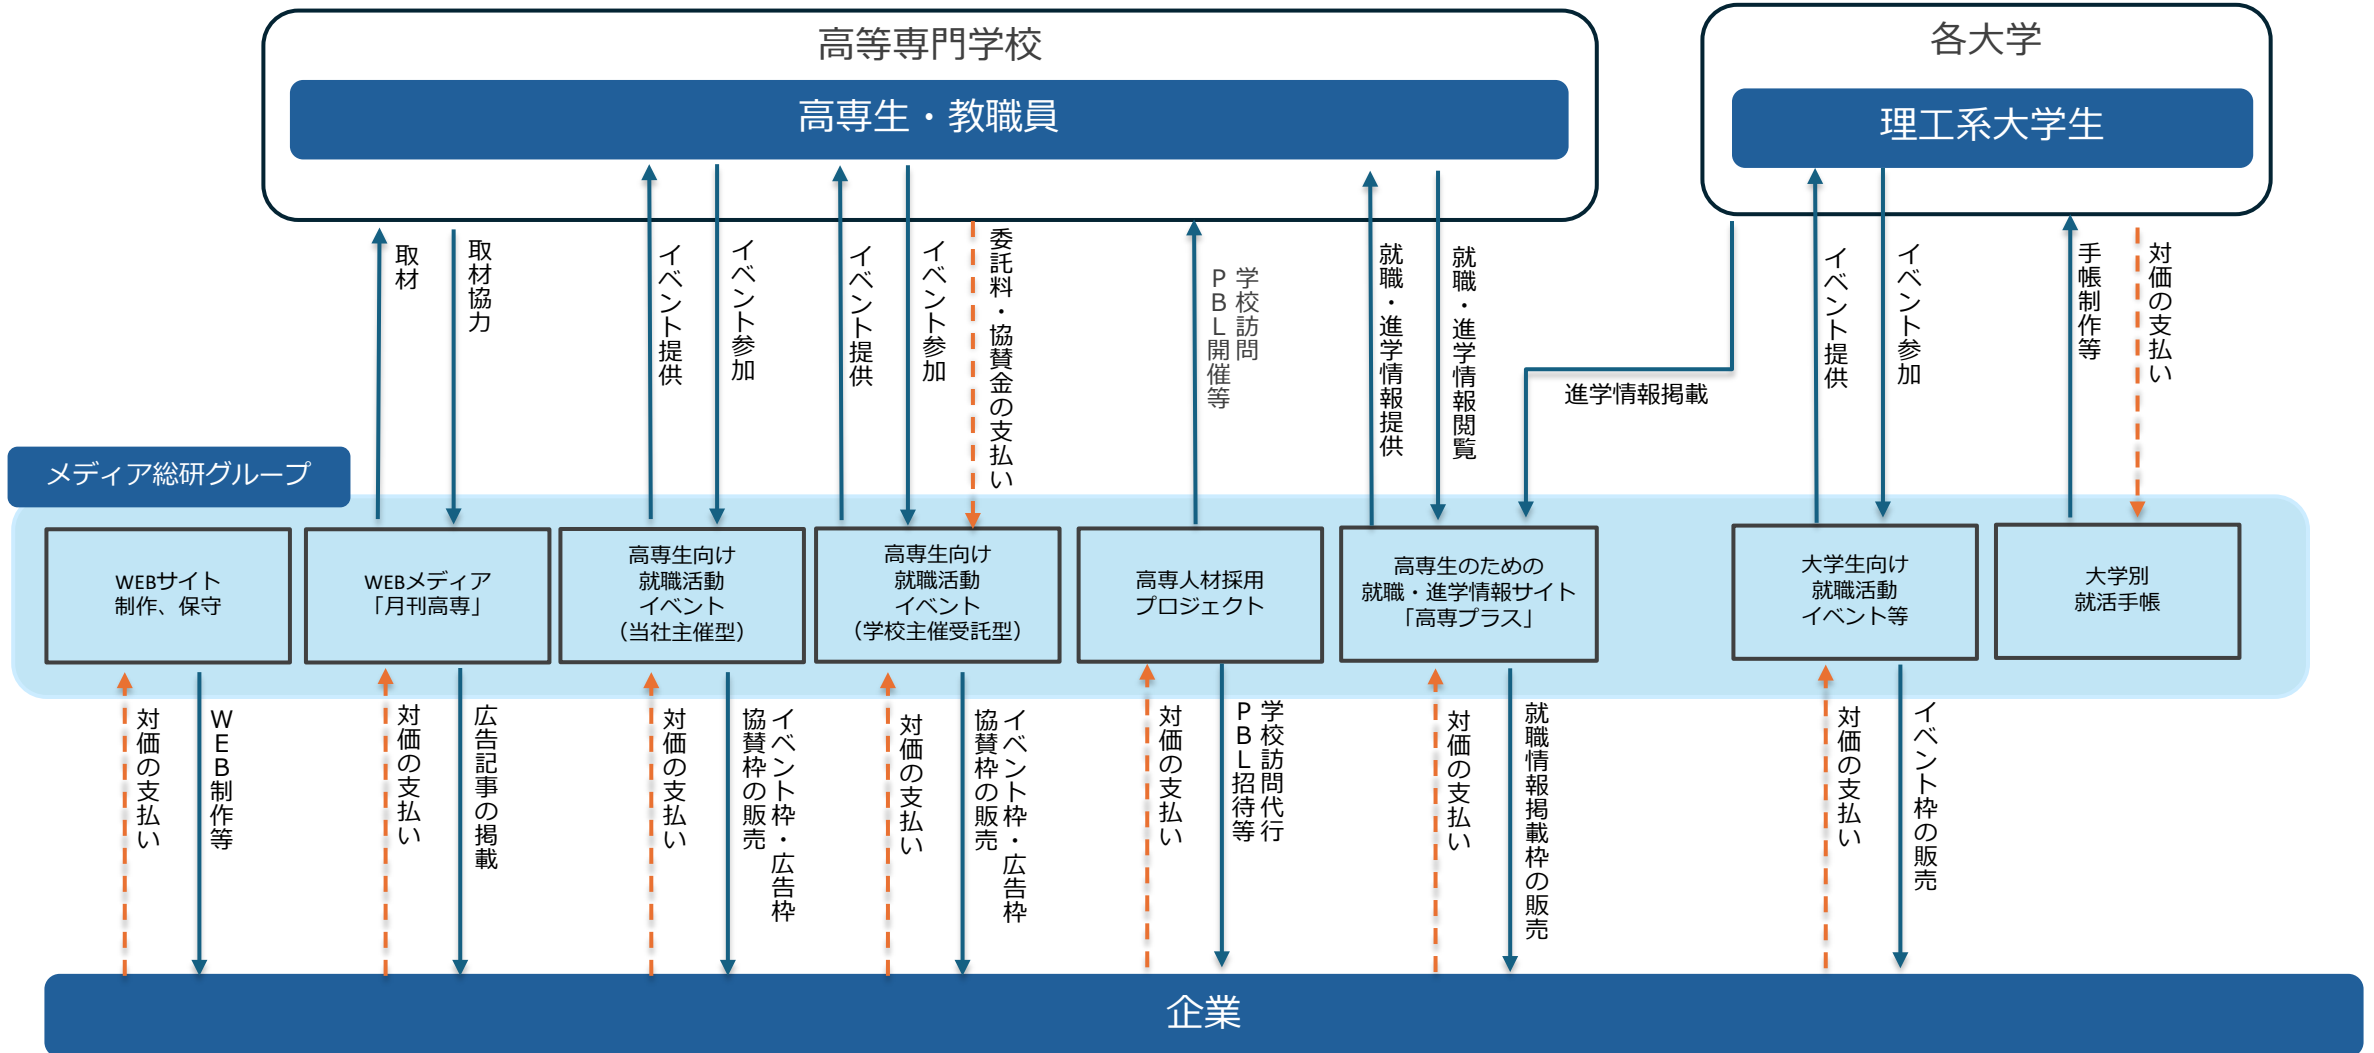 高等専門学校
各大学
高専生・教職員
理工系大学生
取材
取材協力
イベント提供
イベント参加
イベント提供
イベント参加
委託料・協賛金の支払い
学校訪問
ＰＢＬ開催等
就職・進学情報提供
就職・進学情報閲覧
進学情報掲載
イベント提供
イベント参加
手帳制作等
対価の支払い
メディア総研グループ
WEBサイト
制作、保守
WEBメディア
「月刊高専」
高専生向け
就職活動
イベント
（当社主催型）
高専生向け
就職活動
イベント
（学校主催受託型）
高専人材採用
プロジェクト
高専生のための
就職・進学情報サイト
「高専プラス」
大学生向け
就職活動
イベント等
大学別
就活手帳
対価の支払い
ＷＥＢ制作等
対価の支払い
広告記事の掲載
対価の支払い
イベント枠・広告枠
協賛枠の販売
対価の支払い
イベント枠・広告枠
協賛枠の販売
対価の支払い
学校訪問代行
ＰＢＬ招待等
対価の支払い
就職情報掲載枠の販売
対価の支払い
イベント枠の販売
企業